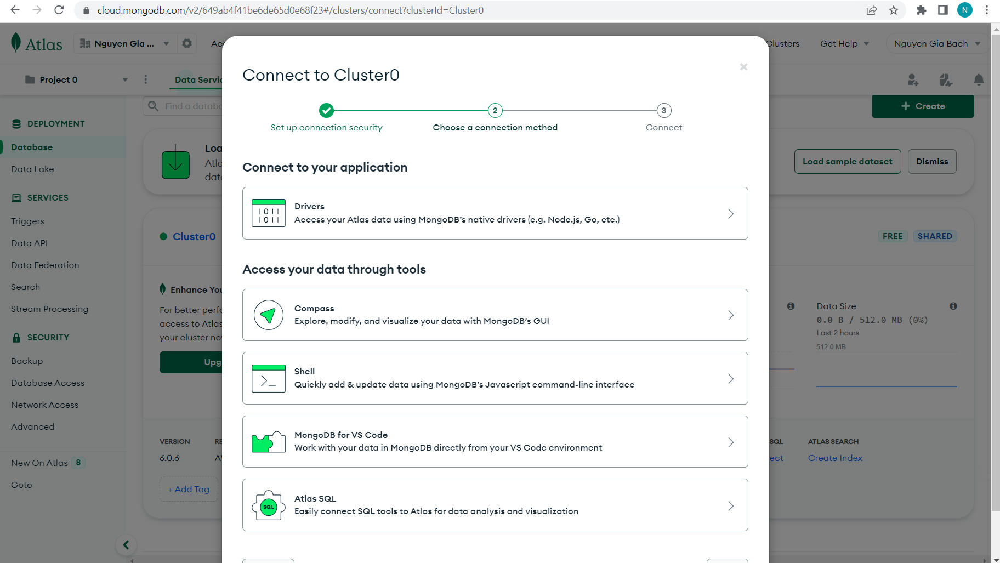 cloud.mongodb.com/v2/649ab4f41be6de65d0e68f23#/clusters/connect?clusterId=Cluster0
N
Atlas
Nguyen Gia ...
Clusters
Get Help
Nguyen Gia Bach
Project 0
Data Servic
Find a databa
+ Create
DEPLOYMENT
Database
Data Lake
SERVICES
Triggers
Data API
Data Federation
Search
Stream Processing
SECURITY
Backup
Database Access
Network Access
Advanced
New On Atlas 8
Goto
Load sample dataset
Dismiss
Cluster0
FREE
SHARED
Enhance You
For better perfo
access to Atlas
your cluster no
Upg
VERSION
6.0.6
+ Add Tag
Data Size
0.0 B / 512.0 MB (0%)
Last 2 hours
512.0 MB
SQL
ect
ATLAS SEARCH
Create Index
Connect to Cluster0
2
3
Set up connection security
Choose a connection method
Connect
Connect to your application
1011
1011
Drivers
Access your Atlas data using MongoDB’s native drivers (e.g. Node.js, Go, etc.)
Access your data through tools
Compass
Explore, modify, and visualize your data with MongoDB’s GUI
Shell
Quickly add & update data using MongoDB’s Javascript command-line interface
MongoDB for VS Code
Work with your data in MongoDB directly from your VS Code environment
SQL
Atlas SQL
Easily connect SQL tools to Atlas for data analysis and visualization